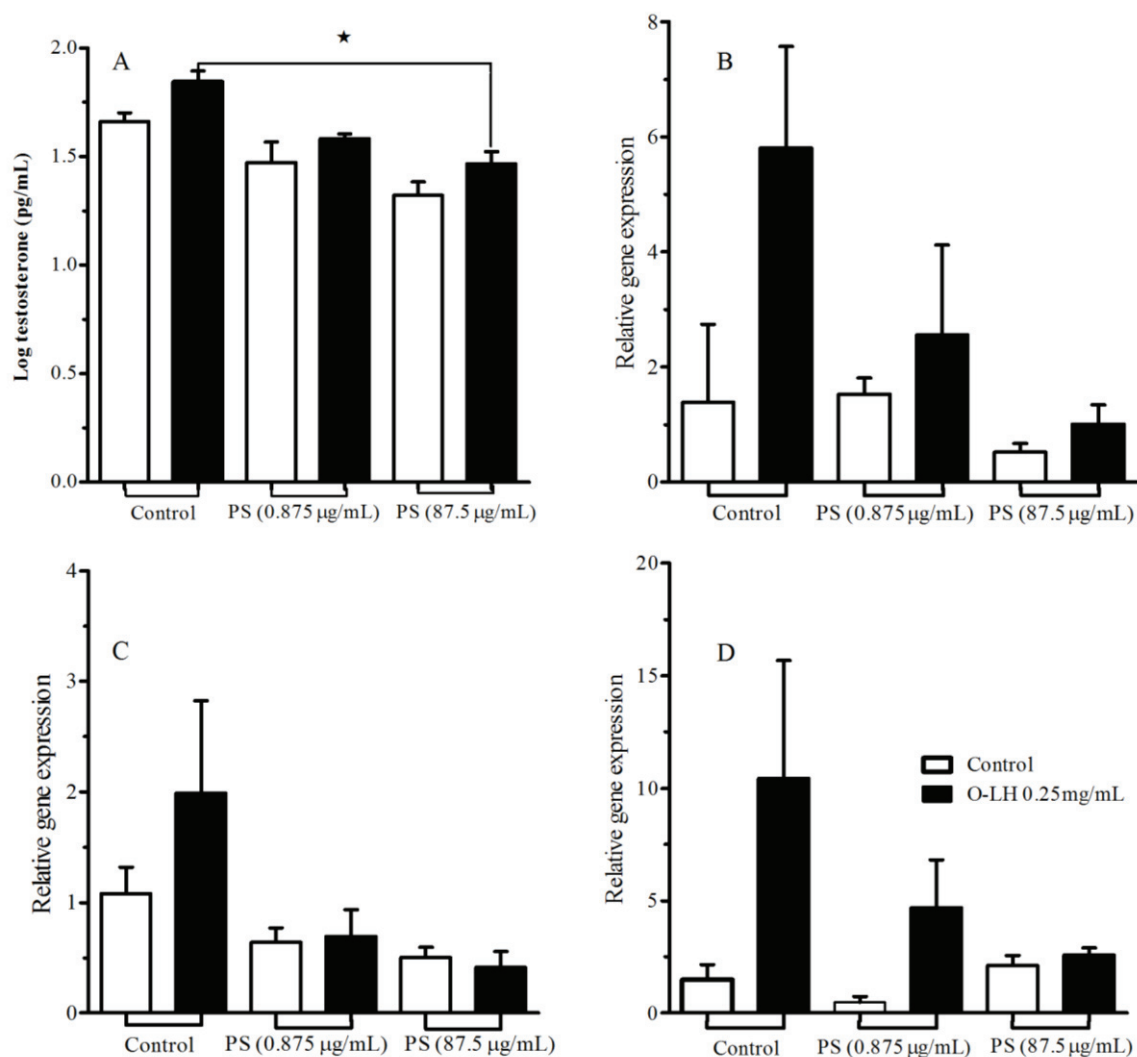 A
★
Log testosterone (pg/mL)
2.0
1.5
1.0
0.5
0.0
Control
PS (0.875 μg/mL)
PS (87.5 μg/mL)
B
Relative gene expression
8
6
4
2
0
Control
PS (0.875 μg/mL)
PS (87.5 μg/mL)
C
Relative gene expression
4
3
2
1
0
Control
PS (0.875 μg/mL)
PS (87.5 μg/mL)
D
Relative gene expression
20
15
10
5
0
Control
O-LH 0.25mg/mL
Control
PS (0.875 μg/mL)
PS (87.5 μg/mL)